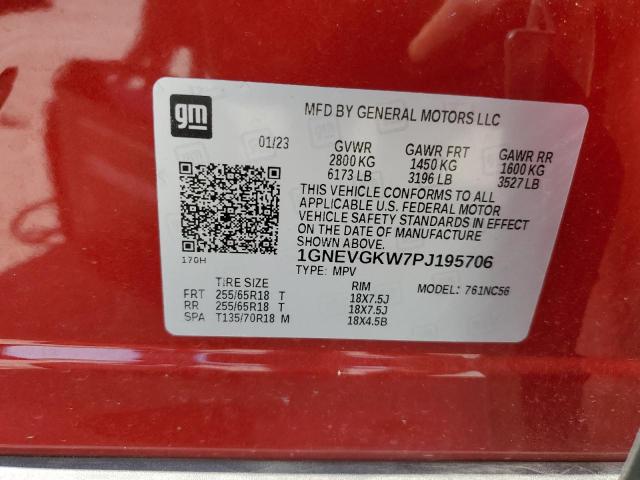 gm
MFD BY GENERAL MOTORS LLC
01/23
GVWR GAWR FRT GAWR RR
2800 KG 1450 KG 1600 KG
6173 LB 3196 LB 3527 LB
THIS VEHICLE CONFORMS TO ALL
APPLICABLE U.S. FEDERAL MOTOR
VEHICLE SAFETY STANDARDS IN EFFECT
ON THE DATE OF MANUFACTURE
SHOWN ABOVE.
170H
1GNEVGKW7PJ195706
TYPE: MPV
TIRE SIZE RIM MODEL: 761NC56
FRT 255/65R18 T 18X7.5J
RR 255/65R18 T 18X7.5J
SPA T135/70R18 M 18X4.5B